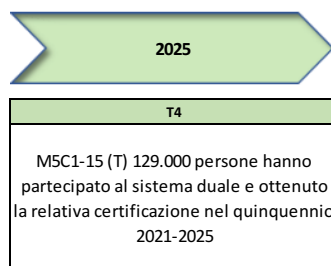 2025
T4
M5C1-15 (T) 129.000 persone hanno
partecipato al sistema duale e ottenuto
la relativa certificazione nel quinquennio
2021-2025